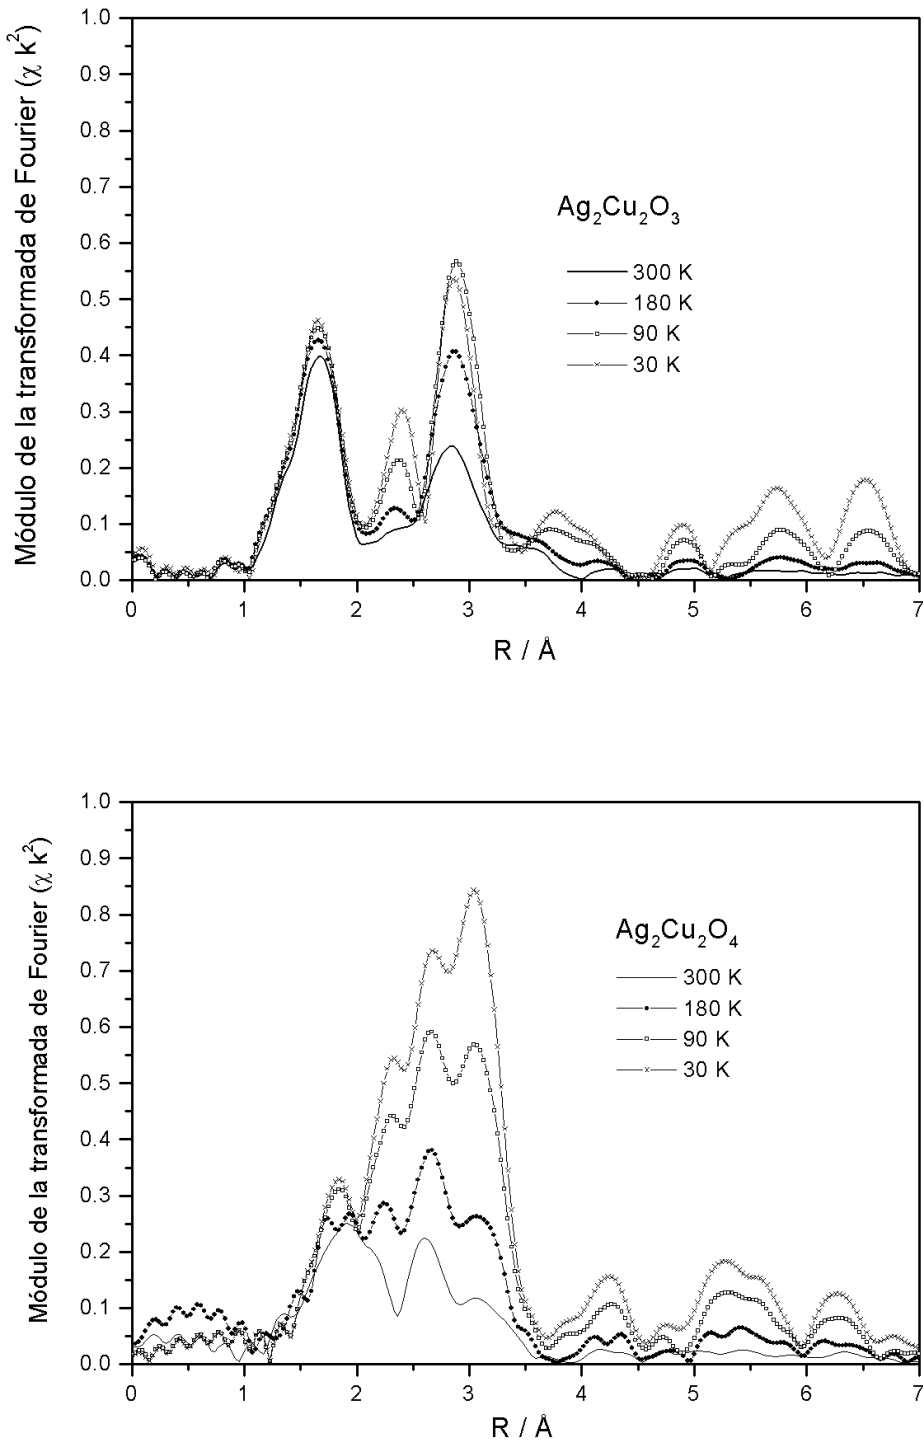 Módulo de la transformada de Fourier (χ k²)
1.0
0.9
0.8
0.7
0.6
0.5
0.4
0.3
0.2
0.1
0.0
Ag₂Cu₂O₃
300 K
180 K
90 K
30 K
0 1 2 3 4 5 6 7
R / Å
Módulo de la transformada de Fourier (χ k²)
1.0
0.9
0.8
0.7
0.6
0.5
0.4
0.3
0.2
0.1
0.0
Ag₂Cu₂O₄
300 K
180 K
90 K
30 K
0 1 2 3 4 5 6 7
R / Å